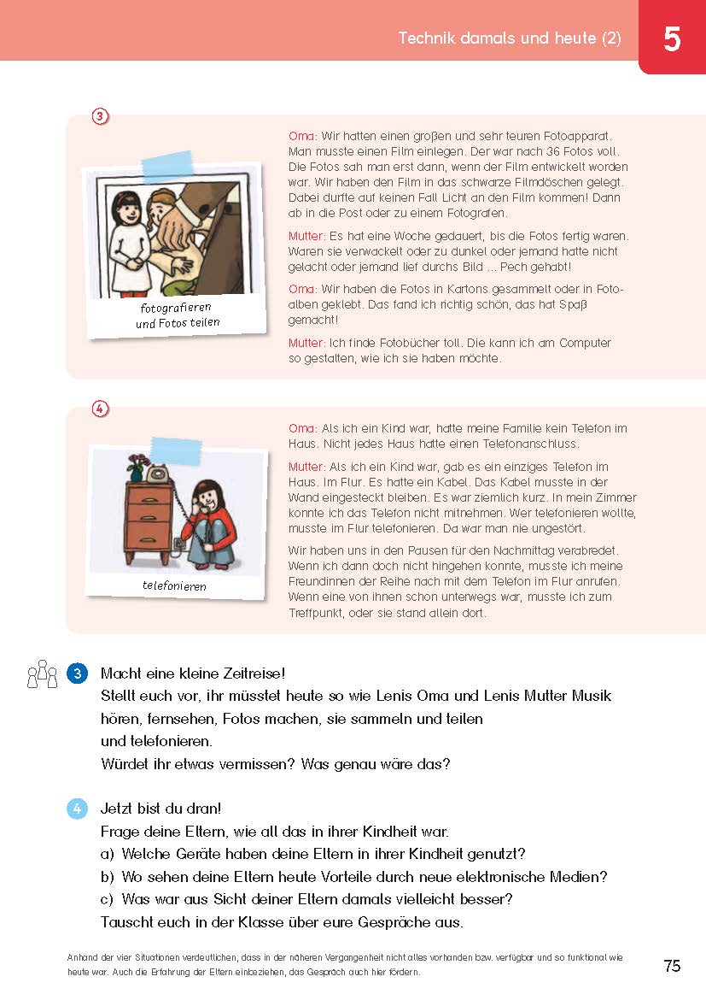 Technik damals und heute (2)
5
3
Oma: Wir hatten einen großen und sehr teuren Fotoapparat.
Man musste einen Film einlegen. Der war nach 36 Fotos voll.
Die Fotos sah man erst dann, wenn der Film entwickelt worden
war. Wir haben den Film in das schwarze Filmdöschen gelegt.
Dabei durfte auf keinen Fall Licht an den Film kommen! Dann
ab in die Post oder zu einem Fotografen.
Mutter: Es hat eine Woche gedauert, bis die Fotos fertig waren.
Waren sie verwackelt oder zu dunkel oder jemand hatte nicht
gelacht oder jemand lief durchs Bild ... Pech gehabt!
Oma: Wir haben die Fotos in Kartons gesammelt oder in Foto-
alben geklebt. Das fand ich richtig schön, das hat Spaß
gemacht!
Mutter: Ich finde Fotobücher toll. Die kann ich am Computer
so gestalten, wie ich sie haben möchte.
fotografieren
und Fotos teilen
4
Oma: Als ich ein Kind war, hatte meine Familie kein Telefon im
Haus. Nicht jedes Haus hatte einen Telefonanschluss.
Mutter: Als ich ein Kind war, gab es ein einziges Telefon im
Haus. Im Flur. Es hatte ein Kabel. Das Kabel musste in der
Wand eingesteckt bleiben. Es war ziemlich kurz. In mein Zimmer
konnte ich das Telefon nicht mitnehmen. Wer telefonieren wollte,
musste im Flur telefonieren. Da war man nie ungestört.
Wir haben uns in den Pausen für den Nachmittag verabredet.
Wenn ich dann doch nicht hingehen konnte, musste ich meine
Freundinnen der Reihe nach mit dem Telefon im Flur anrufen.
Wenn eine von ihnen schon unterwegs war, musste ich zum
Treffpunkt, oder sie stand allein dort.
telefonieren
3 Macht eine kleine Zeitreise!
Stellt euch vor, ihr müsstet heute so wie Lenis Oma und Lenis Mutter Musik
hören, fernsehen, Fotos machen, sie sammeln und teilen
und telefonieren.
Würdet ihr etwas vermissen? Was genau wäre das?
4 Jetzt bist du dran!
Frage deine Eltern, wie all das in ihrer Kindheit war.
a) Welche Geräte haben deine Eltern in ihrer Kindheit genutzt?
b) Wo sehen deine Eltern heute Vorteile durch neue elektronische Medien?
c) Was war aus Sicht deiner Eltern damals vielleicht besser?
Tauscht euch in der Klasse über eure Gespräche aus.
Anhand der vier Situationen verdeutlichen, dass in der näheren Vergangenheit nicht alles vorhanden bzw. verfügbar und so funktional wie
heute war. Auch die Erfahrung der Eltern einbeziehen, das Gespräch auch hier fördern.
75